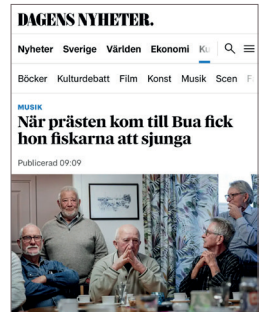 DAGENS NYHETER.
Nyheter Sverige Världen Ekonomi Ku
Böcker Kulturdebatt Film Konst Musik Scen F
MUSIK
När prästen kom till Bua fick
hon fiskarna att sjunga
Publicerad 09:09